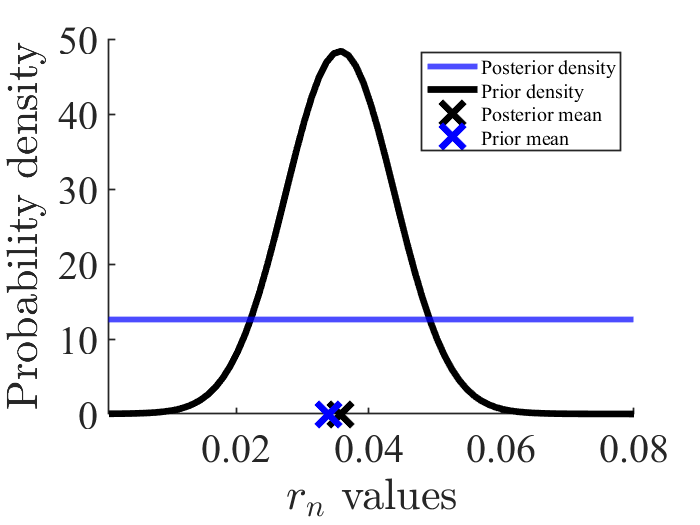 50
40
30
20
10
0
Probability density
Posterior density
Prior density
Posterior mean
Prior mean
0.02 0.04 0.06 0.08
r_n values